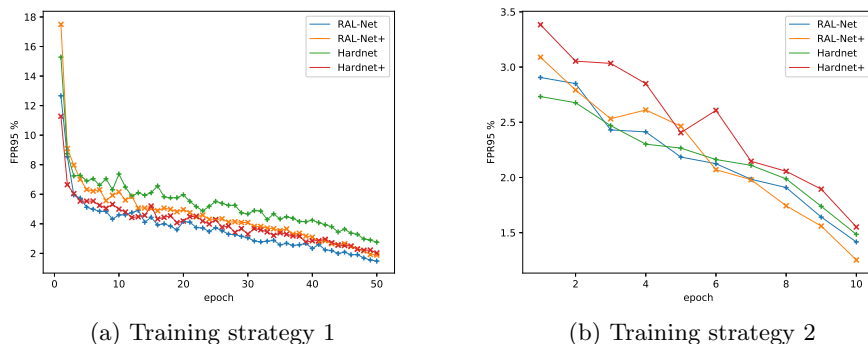 18
16
14
12
10
8
6
4
2
FPR95 %
0
10
20
30
40
50
epoch
RAL-Net
RAL-Net+
Hardnet
Hardnet+
(a) Training strategy 1
3.5
3.0
2.5
2.0
1.5
FPR95 %
2
4
6
8
10
epoch
RAL-Net
RAL-Net+
Hardnet
Hardnet+
(b) Training strategy 2